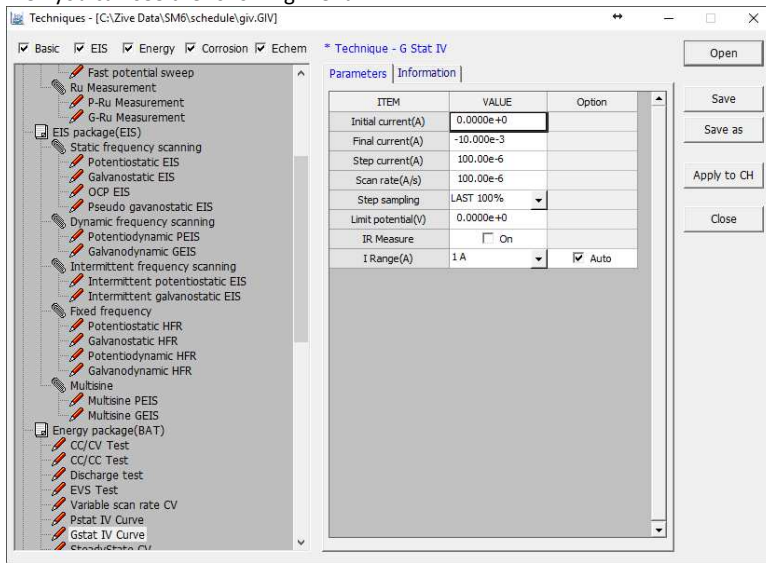 Techniques - [C:\Zive Data\SM6\schedule\giv.GIV]
Basic EIS Energy Corrosion Echem
Fast potential sweep
Ru Measurement
P-Ru Measurement
G-Ru Measurement
EIS package(EIS)
Static frequency scanning
Potentiostatic EIS
Galvanostatic EIS
OCP EIS
Pseudo gavanostatic EIS
Dynamic frequency scanning
Potentiodynamic PEIS
Galvanodynamic GEIS
Intermittent frequency scanning
Intermittent potentiostatic EIS
Intermittent galvanostatic EIS
Fixed frequency
Potentiostatic HFR
Galvanostatic HFR
Potentiodynamic HFR
Galvanodynamic HFR
Multisine
Multisine PEIS
Multisine GEIS
Energy package(BAT)
CC/CV Test
CC/CC Test
Discharge test
EVS Test
Variable scan rate CV
Pstat IV Curve
Gstat IV Curve
SteadyState CV
* Technique - G Stat IV
Parameters Information
ITEM VALUE Option
Initial current(A) 0.0000e+0
Final current(A) -10.000e-3
Step current(A) 100.00e-6
Scan rate(A/s) 100.00e-6
Step sampling LAST 100%
Limit potential(V) 0.0000e+0
IR Measure On
I Range(A) 1 A Auto
Open
Save
Save as
Apply to CH
Close